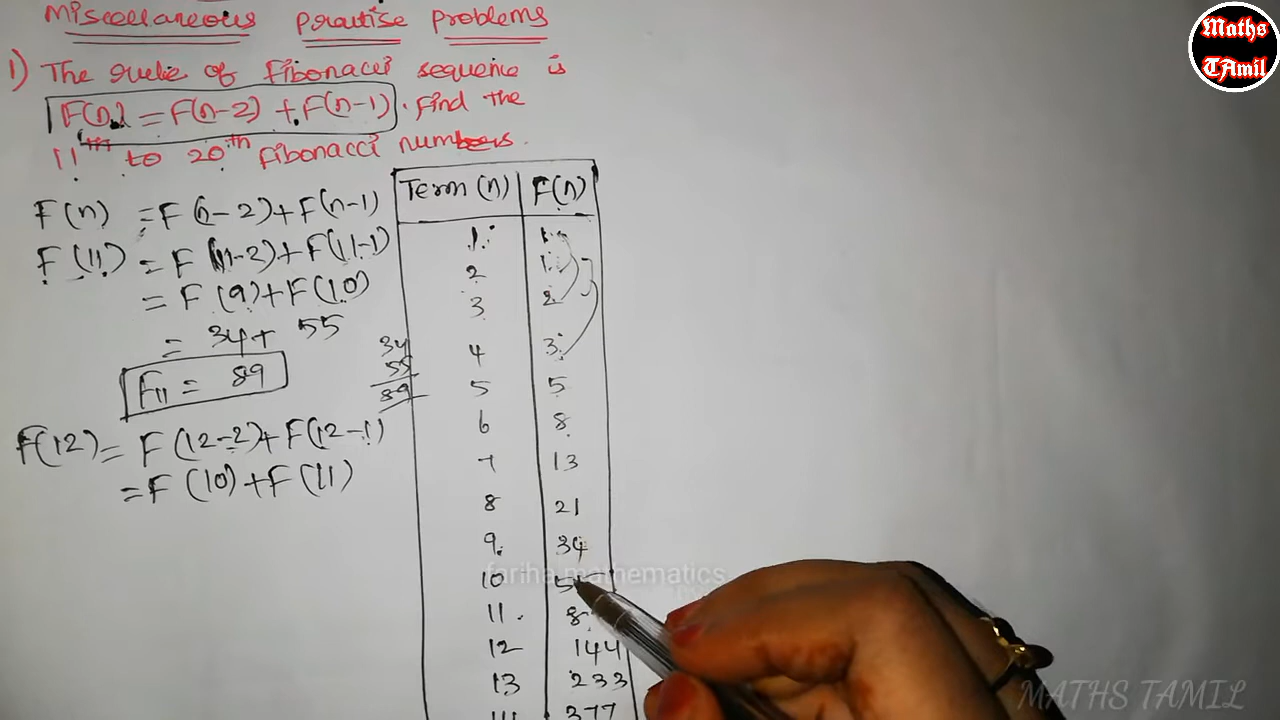 Miscellaneous Practise Problems
1) The rule of Fibonacci sequence is
F(n) = F(n-2) + F(n-1). Find the
11th to 20th Fibonacci numbers.
F(n) = F(n-2)+F(n-1)
F(11) = F(11-2)+F(11-1)
= F(9)+F(10)
= 34+ 55
F11 = 89
34
55
89
F(12) = F(12-2)+F(12-1)
= F(10)+F(11)
Term (n) F(n)
1. 1
2 1
3 2
4 3
5 5
6 8
7 13
8 21
9 34
10
11 8
12 144
13 233
377
fariha mathematics
Maths
TAmil
MATHS TAMIL